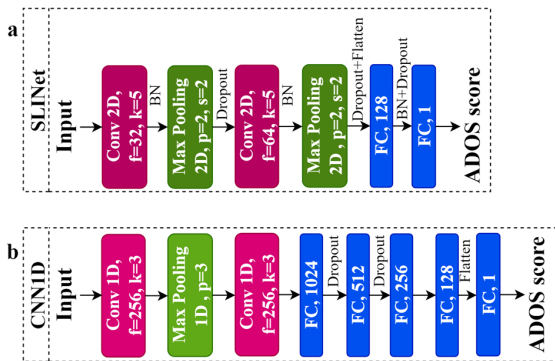 a
SLINet
Input
Conv 2D,
f=32, k=5
BN
Max Pooling
2D, p=2, s=2
Dropout
Conv 2D,
f=64, k=5
BN
Max Pooling
2D, p=2, s=2
Dropout+Flatten
FC, 128
BN+Dropout
FC, 1
ADOS score
b
CNN1D
Input
Conv 1D,
f=256, k=3
Max Pooling
1D , p=3
Conv 1D,
f=256, k=3
FC, 1024
Dropout
FC, 512
Dropout
FC, 256
FC, 128
Flatten
FC, 1
ADOS score